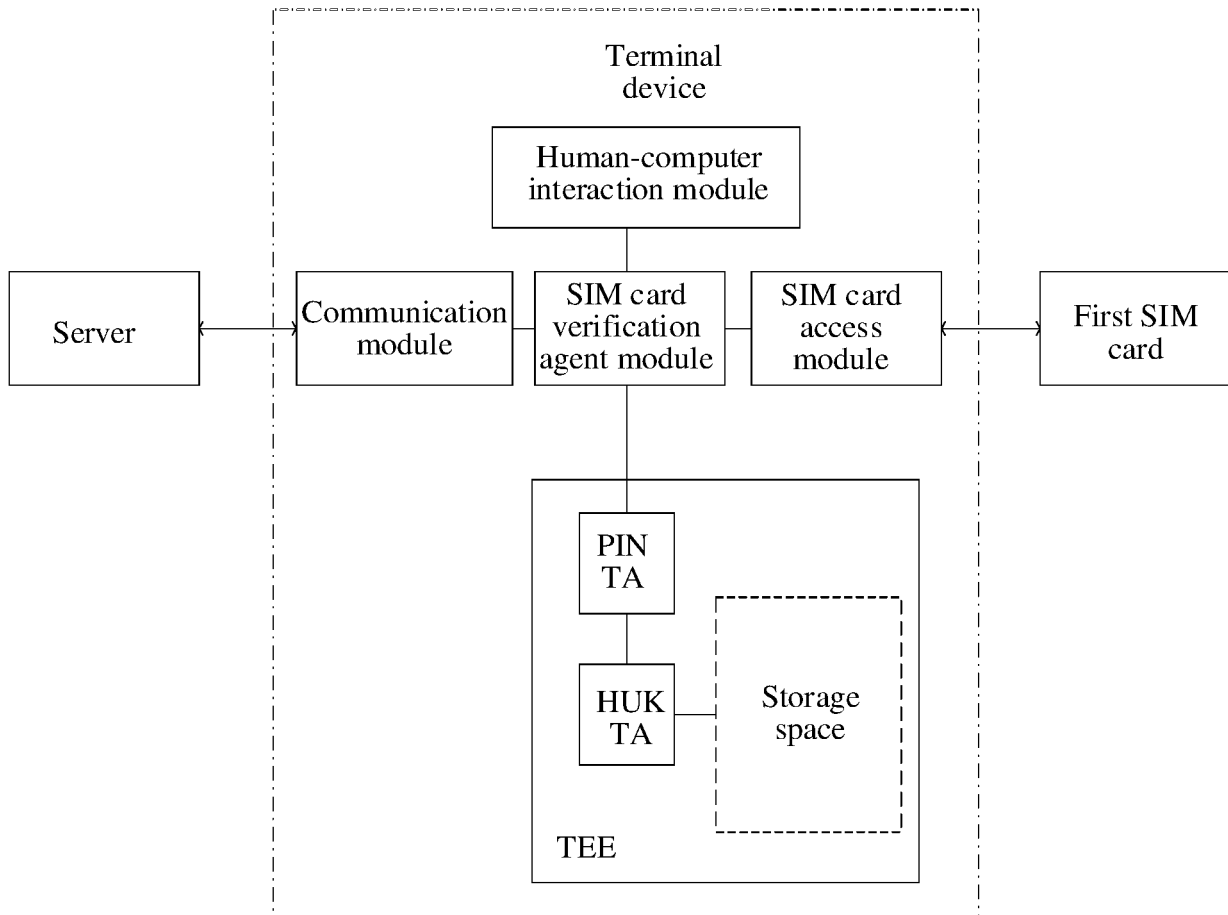 Terminal
device
Human-computer
interaction module
Server
Communication
module
SIM card
verification
agent module
SIM card
access
module
First SIM
card
PIN
TA
HUK
TA
Storage
space
TEE